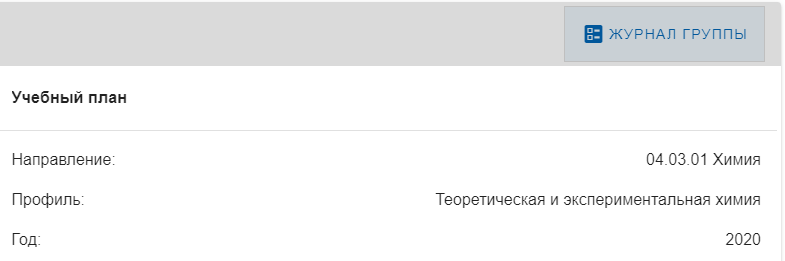 ЖУРНАЛ ГРУППЫ
Учебный план
Направление: 04.03.01 Химия
Профиль: Теоретическая и экспериментальная химия
Год: 2020